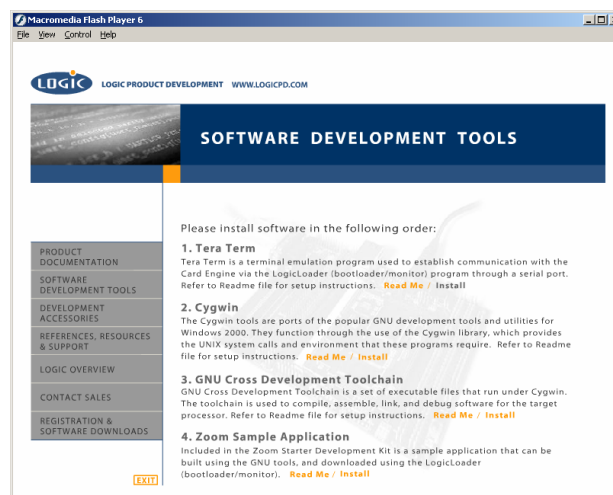 Macromedia Flash Player 6
File View Control Help
LOGIC LOGIC PRODUCT DEVELOPMENT WWW.LOGICPD.COM
SOFTWARE DEVELOPMENT TOOLS
PRODUCT
DOCUMENTATION
SOFTWARE
DEVELOPMENT TOOLS
DEVELOPMENT
ACCESSORIES
REFERENCES, RESOURCES
& SUPPORT
LOGIC OVERVIEW
CONTACT SALES
REGISTRATION &
SOFTWARE DOWNLOADS
EXIT
Please install software in the following order:
1. Tera Term
Tera Term is a terminal emulation program used to establish communication with the
Card Engine via the LogicLoader (bootloader/monitor) program through a serial port.
Refer to Readme file for setup instructions. Read Me / Install
2. Cygwin
The Cygwin tools are ports of the popular GNU development tools and utilities for
Windows 2000. They function through the use of the Cygwin library, which provides
the UNIX system calls and environment that these programs require. Refer to Readme
file for setup instructions. Read Me / Install
3. GNU Cross Development Toolchain
GNU Cross Development Toolchain is a set of executable files that run under Cygwin.
The toolchain is used to compile, assemble, link, and debug software for the target
processor. Refer to Readme file for setup instructions. Read Me / Install
4. Zoom Sample Application
Included in the Zoom Starter Development Kit is a sample application that can be
built using the GNU tools, and downloaded using the LogicLoader
(bootloader/monitor). Read Me / Install